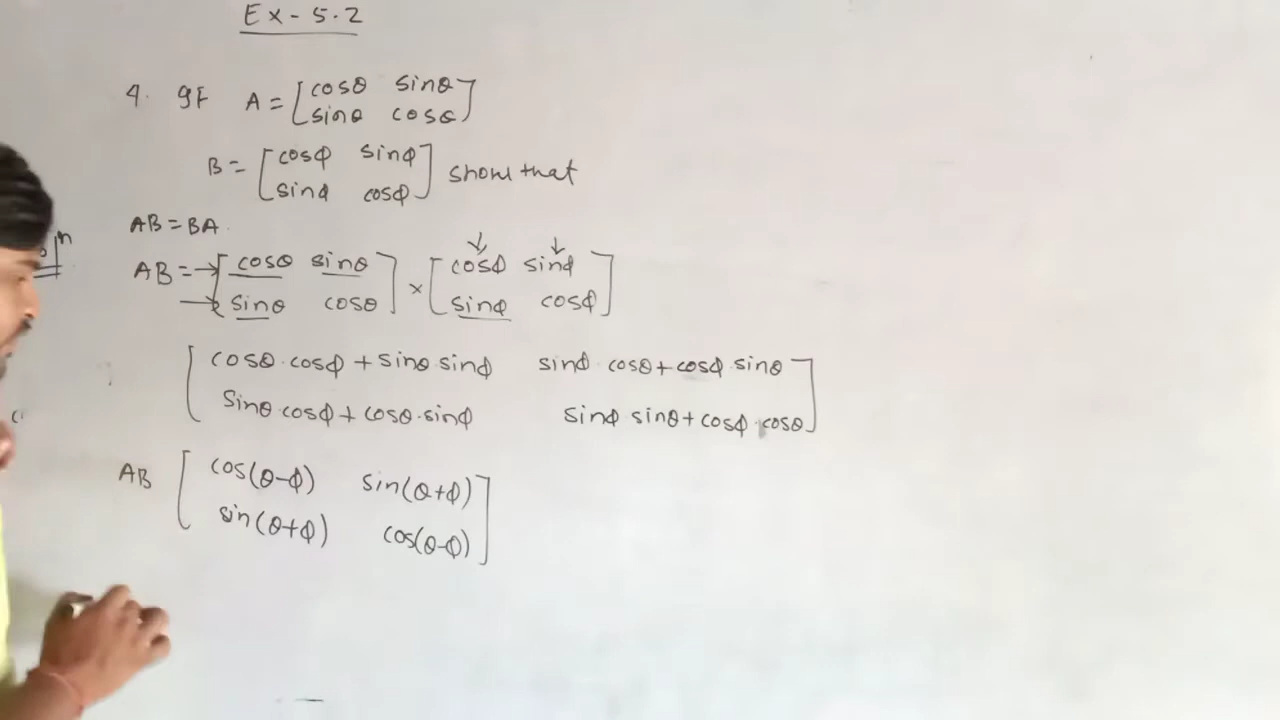 Ex-5.2
4. If A = [cosθ sinθ
sinθ cosθ]
B = [cosϕ sinϕ
sinϕ cosϕ] show that
AB = BA.
AB = → [cosθ sinθ] × [cosϕ sinϕ]
→ [sinθ cosθ] [sinϕ cosϕ]
[cosθ·cosϕ + sinθ·sinϕ sinϕ·cosθ + cosϕ·sinθ
Sinθ·cosϕ + cosθ·sinϕ sinϕ·sinθ + cosϕ·cosθ]
AB [cos(θ-ϕ) sin(θ+ϕ)
sin(θ+ϕ) cos(θ-ϕ)]